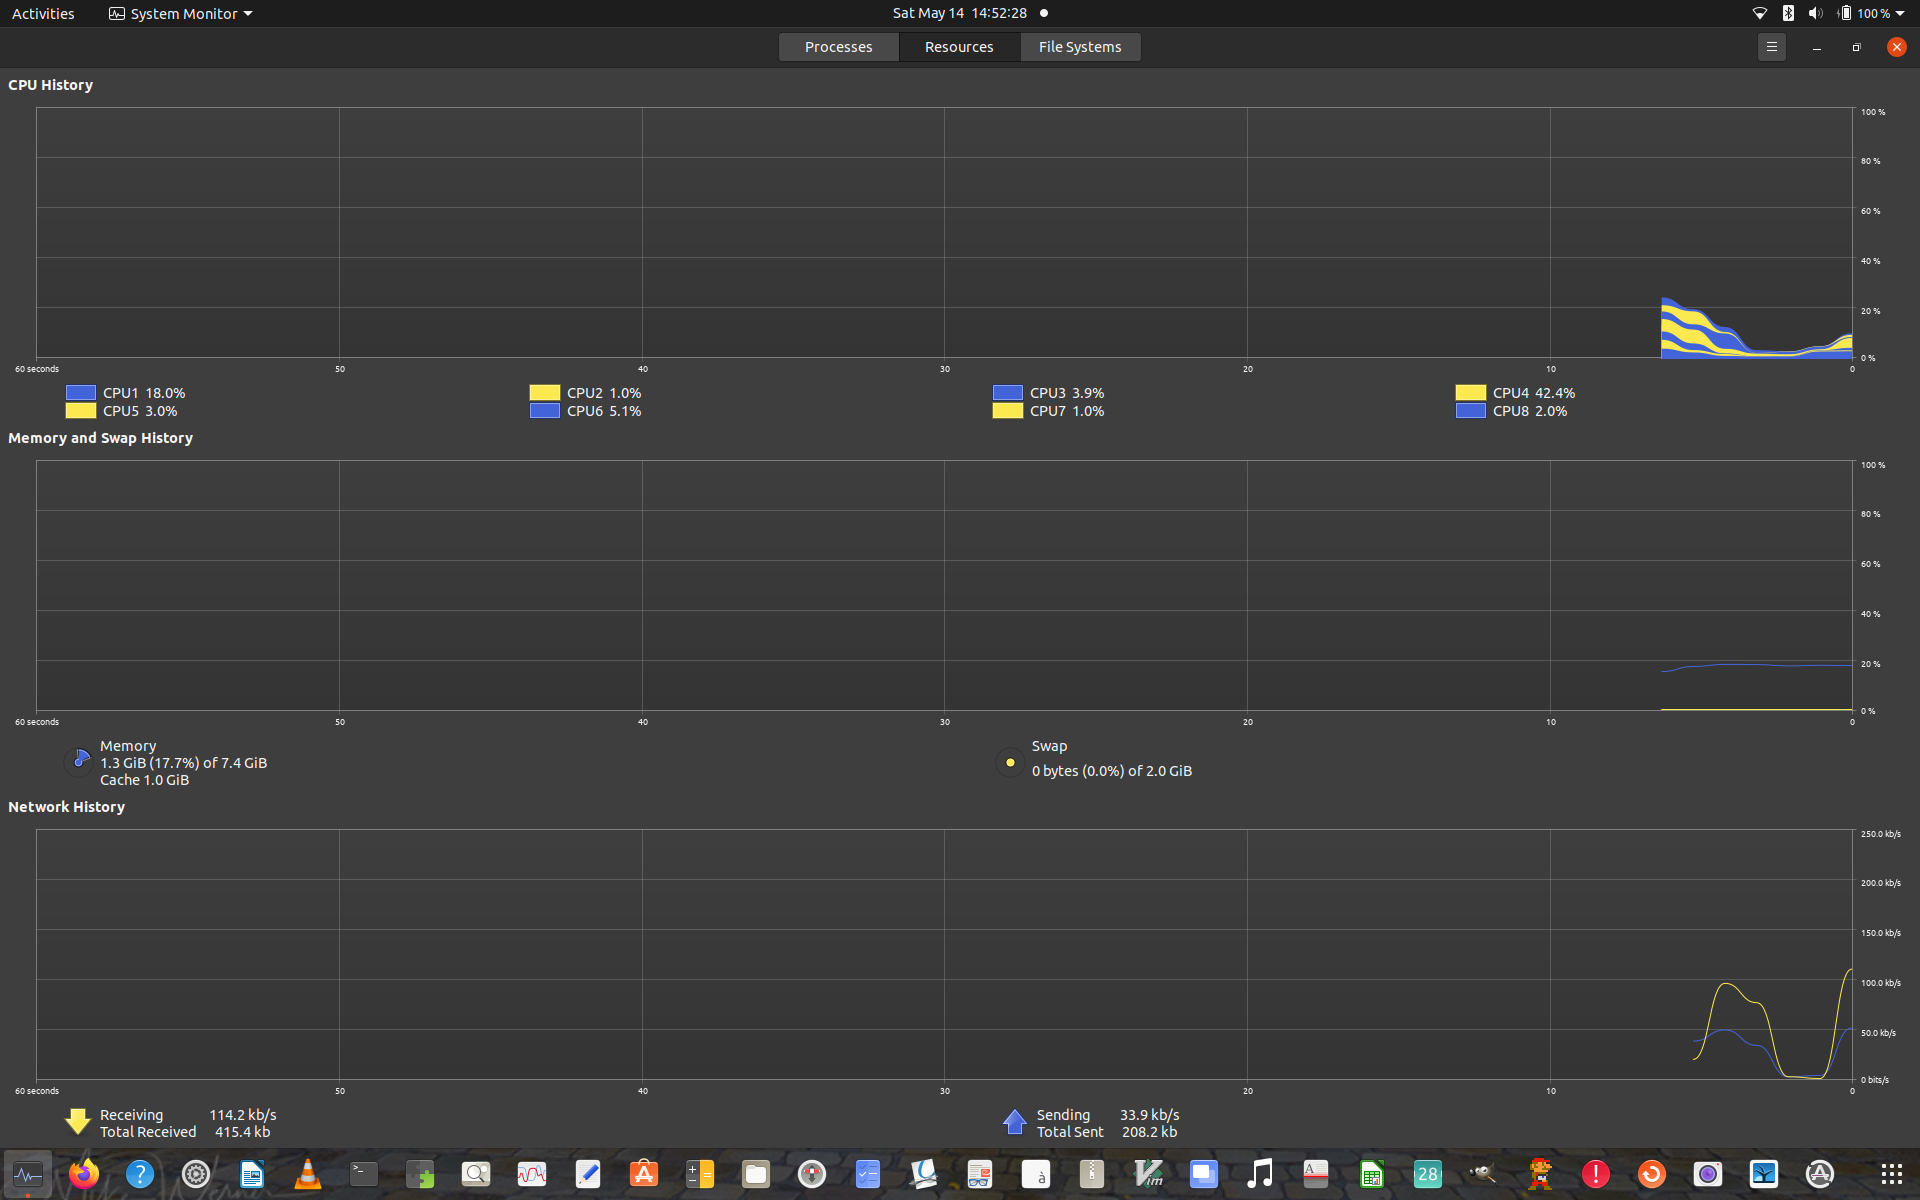 Activities System Monitor Sat May 14 14:52:28 100 %
Processes Resources File Systems
CPU History
100 %
80 %
60 %
40 %
20 %
0 %
60 seconds 50 40 30 20 10 0
CPU1 18.0% CPU2 1.0% CPU3 3.9% CPU4 42.4%
CPU5 3.0% CPU6 5.1% CPU7 1.0% CPU8 2.0%
Memory and Swap History
100 %
80 %
60 %
40 %
20 %
0 %
60 seconds 50 40 30 20 10 0
Memory
1.3 GiB (17.7%) of 7.4 GiB
Cache 1.0 GiB
Swap
0 bytes (0.0%) of 2.0 GiB
Network History
250.0 kb/s
200.0 kb/s
150.0 kb/s
100.0 kb/s
50.0 kb/s
0 bits/s
60 seconds 50 40 30 20 10 0
Receiving 114.2 kb/s
Total Received 415.4 kb
Sending 33.9 kb/s
Total Sent 208.2 kb
? >_ à Vim A 28 !